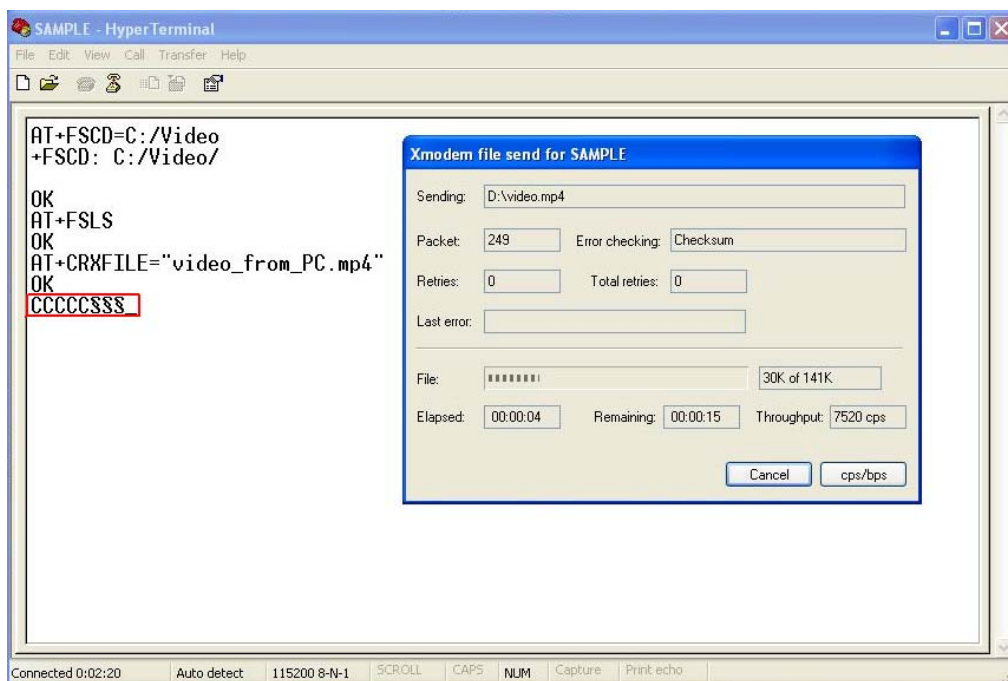 SAMPLE - HyperTerminal
File Edit View Call Transfer Help
AT+FSCD=C:/Video
+FSCD: C:/Video/
OK
AT+FSLS
OK
AT+CRXFILE="video_from_PC.mp4"
OK
CCCCC§§§_
Xmodem file send for SAMPLE
Sending: D:\video.mp4
Packet: 249 Error checking: Checksum
Retries: 0 Total retries: 0
Last error:
File: 30K of 141K
Elapsed: 00:00:04 Remaining: 00:00:15 Throughput: 7520 cps
Cancel cps/bps
Connected 0:02:20 Auto detect 115200 8-N-1 SCROLL CAPS NUM Capture Print echo